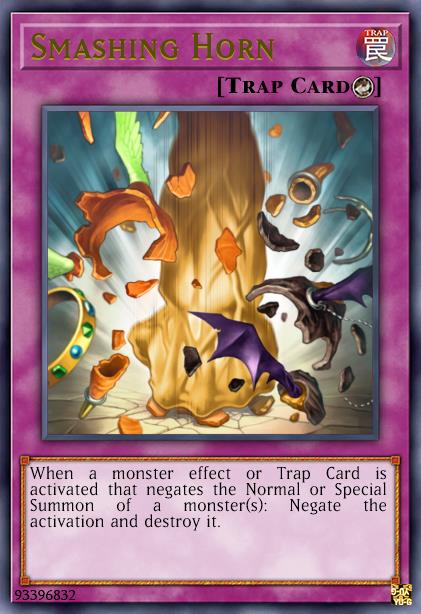 Smashing Horn
TRAP
罠
[Trap Card]
When a monster effect or Trap Card is
activated that negates the Normal or Special
Summon of a monster(s): Negate the
activation and destroy it.
93396832